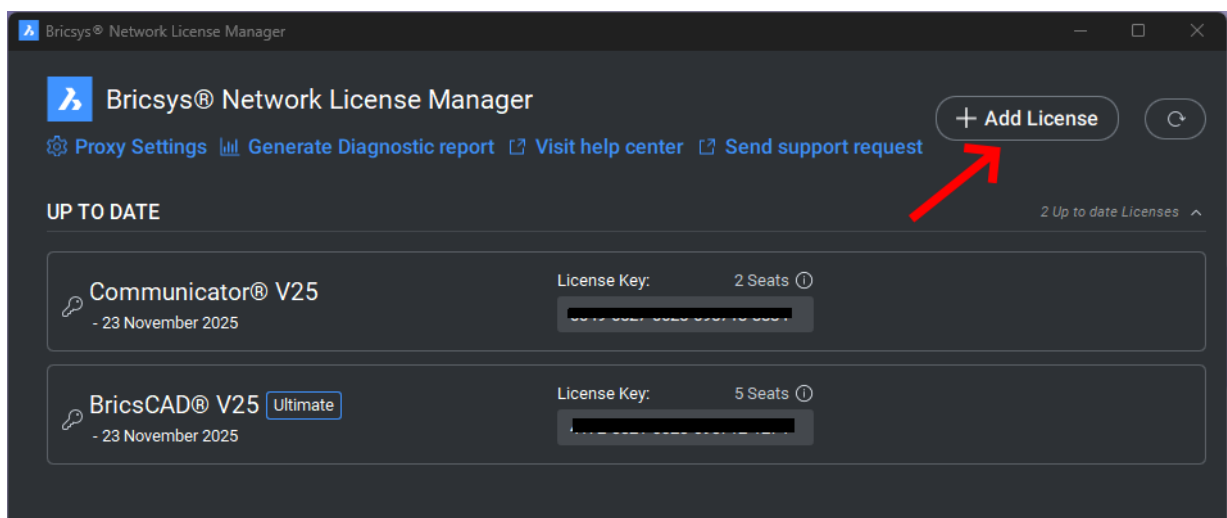 Bricsys® Network License Manager
Bricsys® Network License Manager
+ Add License
Proxy Settings Generate Diagnostic report Visit help center Send support request
UP TO DATE
2 Up to date Licenses
Communicator® V25
- 23 November 2025
License Key:
2 Seats
BricsCAD® V25 Ultimate
- 23 November 2025
License Key:
5 Seats